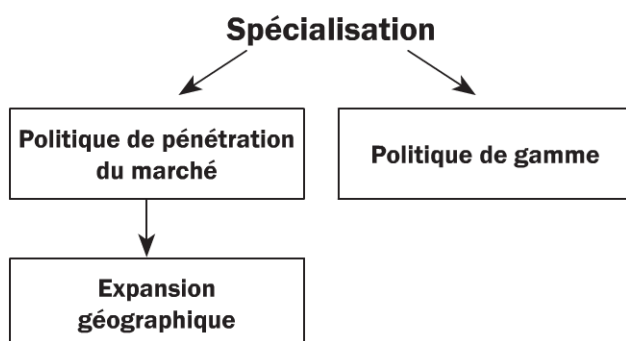 Spécialisation
Politique de pénétration
du marché
Politique de gamme
Expansion
géographique